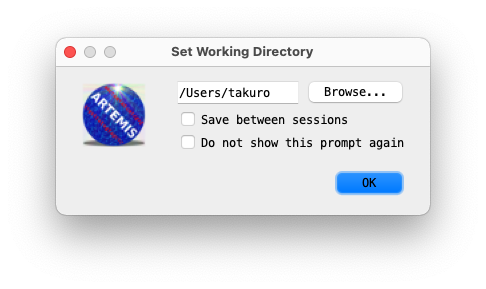 Set Working Directory
ARTEMIS
/Users/takuro
Browse...
Save between sessions
Do not show this prompt again
OK